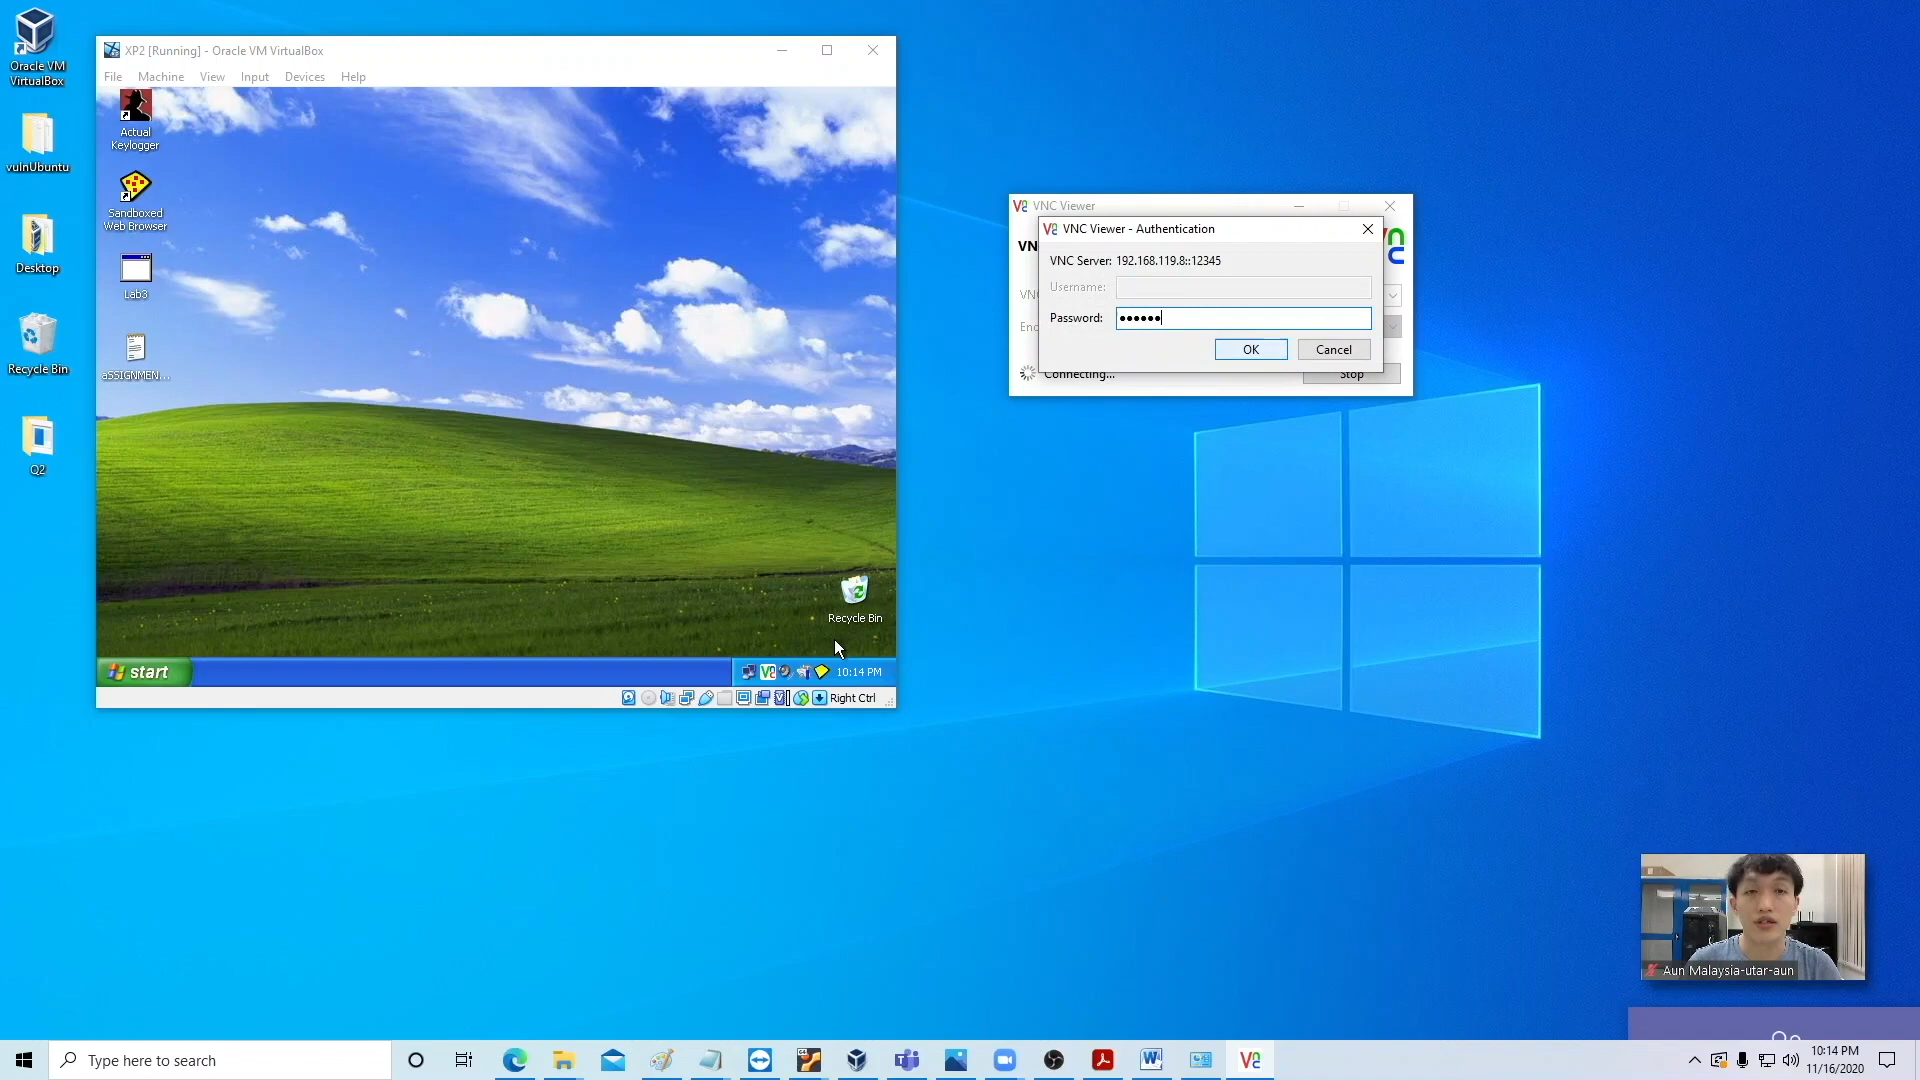 Oracle VM
VirtualBox
vulnUbuntu
Desktop
Recycle Bin
Q2
XP2 [Running] - Oracle VM VirtualBox
File Machine View Input Devices Help
Actual
Keylogger
Sandboxed
Web Browser
Lab3
aSSIGNMEN...
Recycle Bin
start
10:14 PM
Right Ctrl
VNC Viewer
VNC Viewer - Authentication
VNC Server: 192.168.119.8::12345
Username:
Password:
OK Cancel
Connecting...
Stop
Aun Malaysia-utar-aun
Type here to search
10:14 PM
11/16/2020